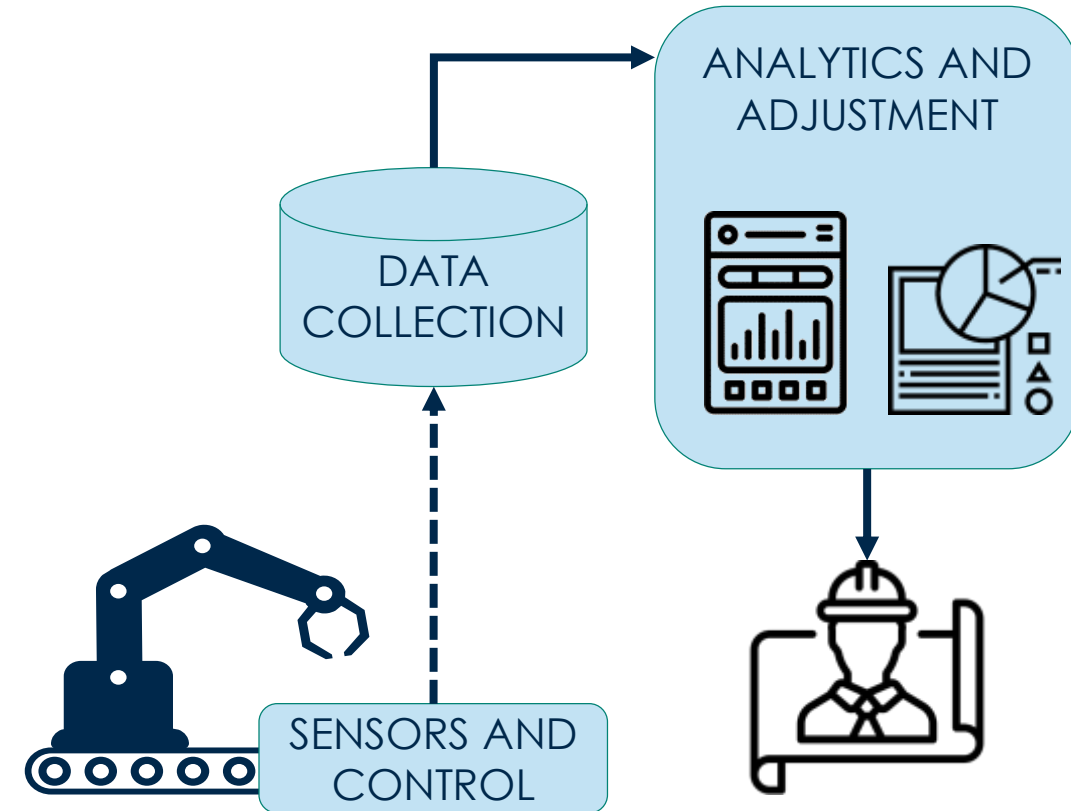 ANALYTICS AND
ADJUSTMENT
DATA
COLLECTION
SENSORS AND
CONTROL